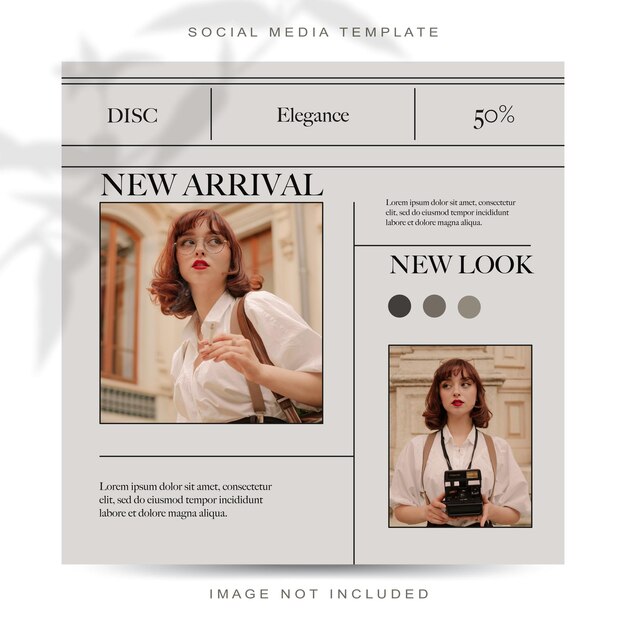 SOCIAL MEDIA TEMPLATE
DISC
Elegance
50%
NEW ARRIVAL
Lorem ipsum dolor sit amet, consectetur
elit, sed do eiusmod tempor incididunt
labore et dolore magna aliqua.
NEW LOOK
Lorem ipsum dolor sit amet, consectetur
elit, sed do eiusmod tempor incididunt
labore et dolore magna aliqua.
IMAGE NOT INCLUDED